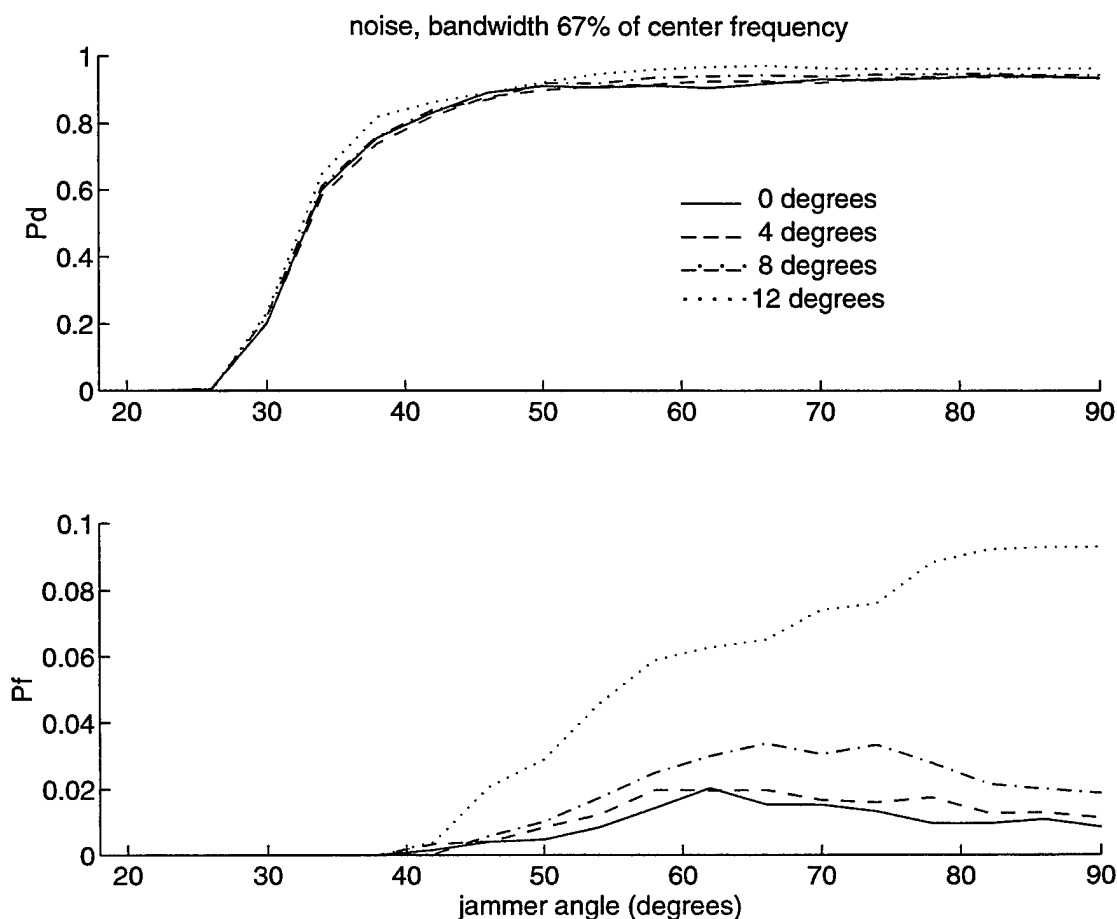 noise, bandwidth 67% of center frequency
1
0.8
0.6
0.4
0.2
0
Pd
0 degrees
4 degrees
8 degrees
12 degrees
20 30 40 50 60 70 80 90
0.1
0.08
0.06
0.04
0.02
0
Pf
20 30 40 50 60 70 80 90
jammer angle (degrees)